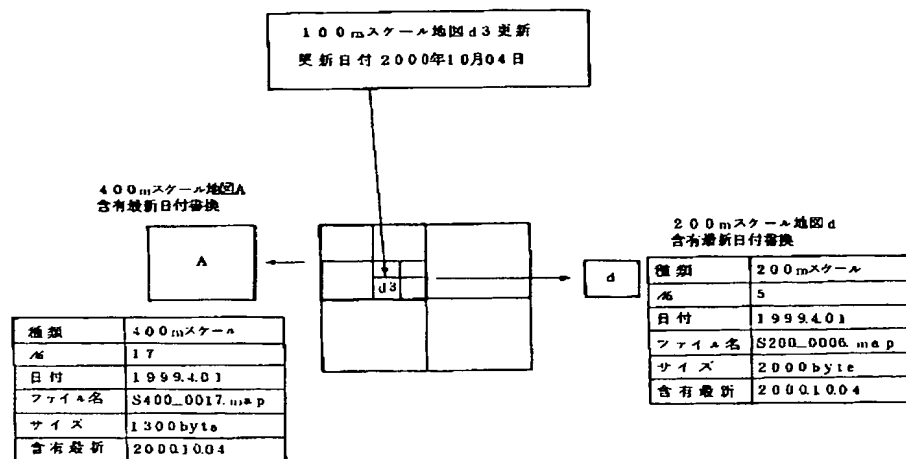 100mスケール地図d3更新
更新日付2000年10月04日
400mスケール地図A
含有最新日付書換
A
d3
200mスケール地図d
含有最新日付書換
d
種類 200mスケール
№ 5
日付 1999.4.01
ファイル名 S200_0006.map
サイズ 2000byte
含有最新 2000.10.04
種類 400mスケール
№ 17
日付 1999.4.01
ファイル名 S400_0017.map
サイズ 1300byte
含有最新 2000.10.04